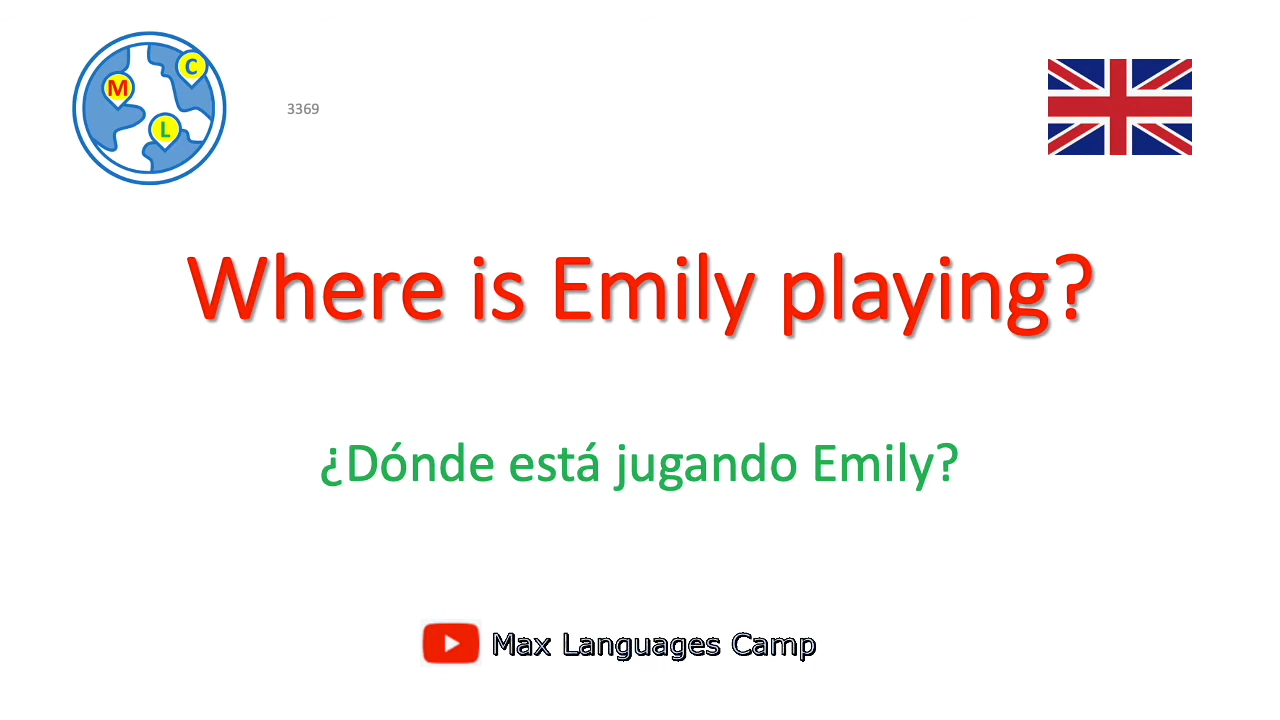 M
C
L
3369
Where is Emily playing?
¿Dónde está jugando Emily?
Max Languages Camp